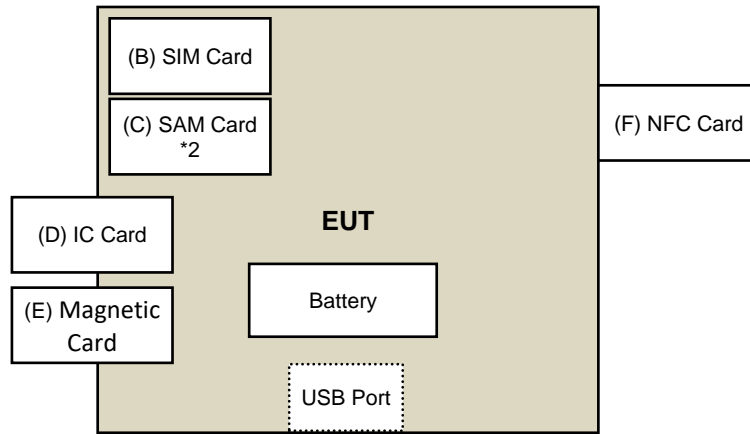 (B) SIM Card
(C) SAM Card
*2
(F) NFC Card
(D) IC Card
EUT
(E) Magnetic
Card
Battery
USB Port